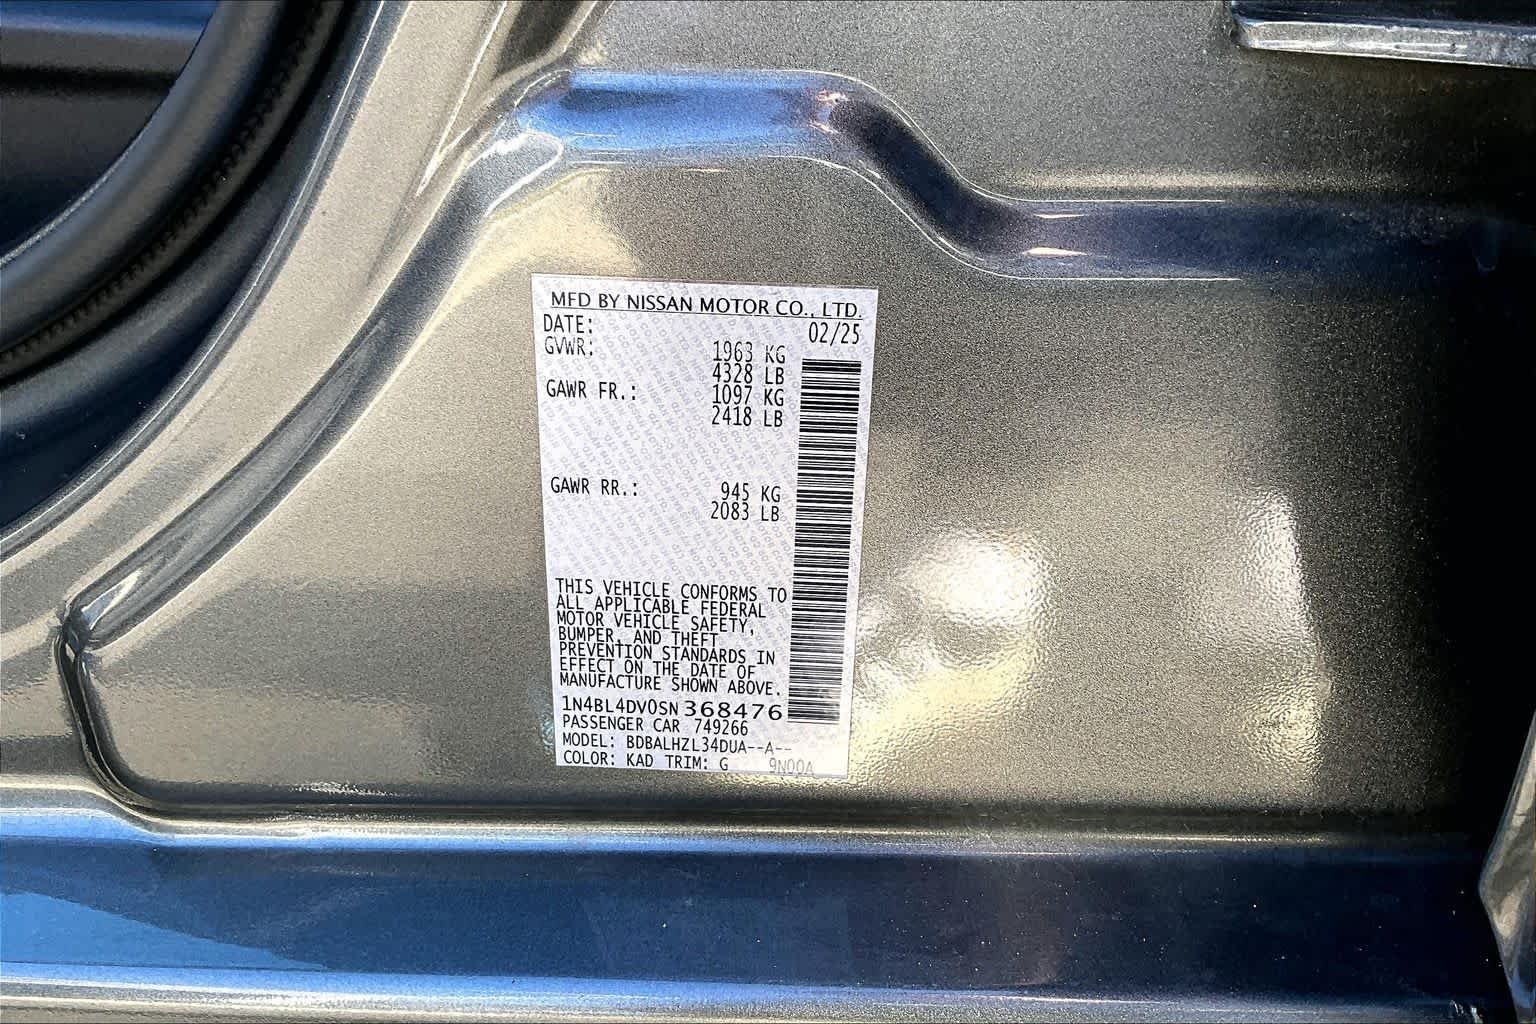 MFD BY NISSAN MOTOR CO., LTD.
DATE: 02/25
GVWR: 1963 KG
4328 LB
GAWR FR.: 1097 KG
2418 LB
GAWR RR.: 945 KG
2083 LB
THIS VEHICLE CONFORMS TO
ALL APPLICABLE FEDERAL
MOTOR VEHICLE SAFETY,
BUMPER, AND THEFT
PREVENTION STANDARDS IN
EFFECT ON THE DATE OF
MANUFACTURE SHOWN ABOVE.
1N4BL4DV0SN368476
PASSENGER CAR 749266
MODEL: BDBALHZL34DUA--A--
COLOR: KAD TRIM: G 9N00A